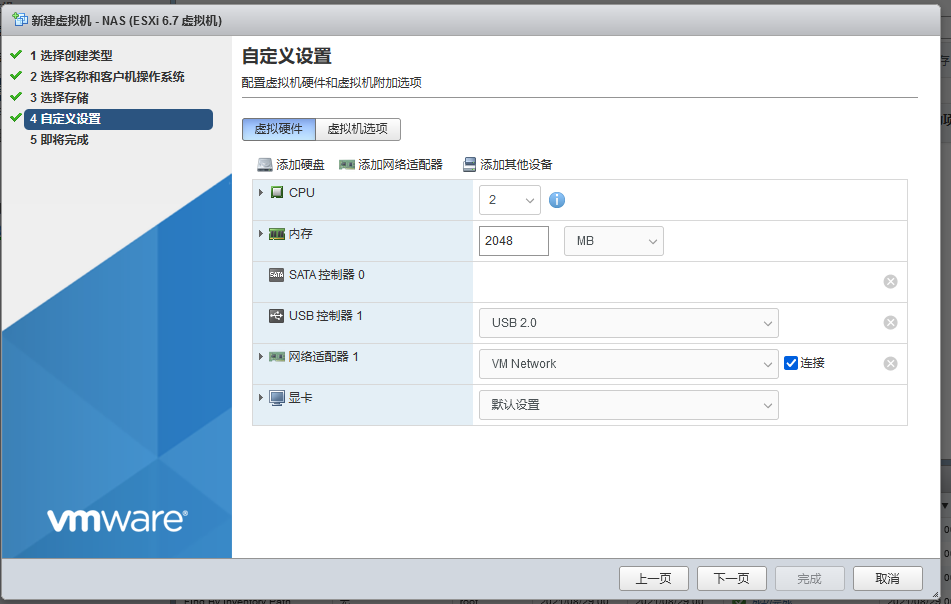 新建虚拟机 - NAS (ESXi 6.7 虚拟机)
1 选择创建类型
2 选择名称和客户机操作系统
3 选择存储
4 自定义设置
5 即将完成
自定义设置
配置虚拟机硬件和虚拟机附加选项
虚拟硬件 虚拟机选项
添加硬盘 添加网络适配器 添加其他设备
CPU 2
内存 2048 MB
SATA SATA 控制器 0
USB 控制器 1 USB 2.0
网络适配器 1 VM Network 连接
显卡 默认设置
vmware®
上一页 下一页 完成 取消